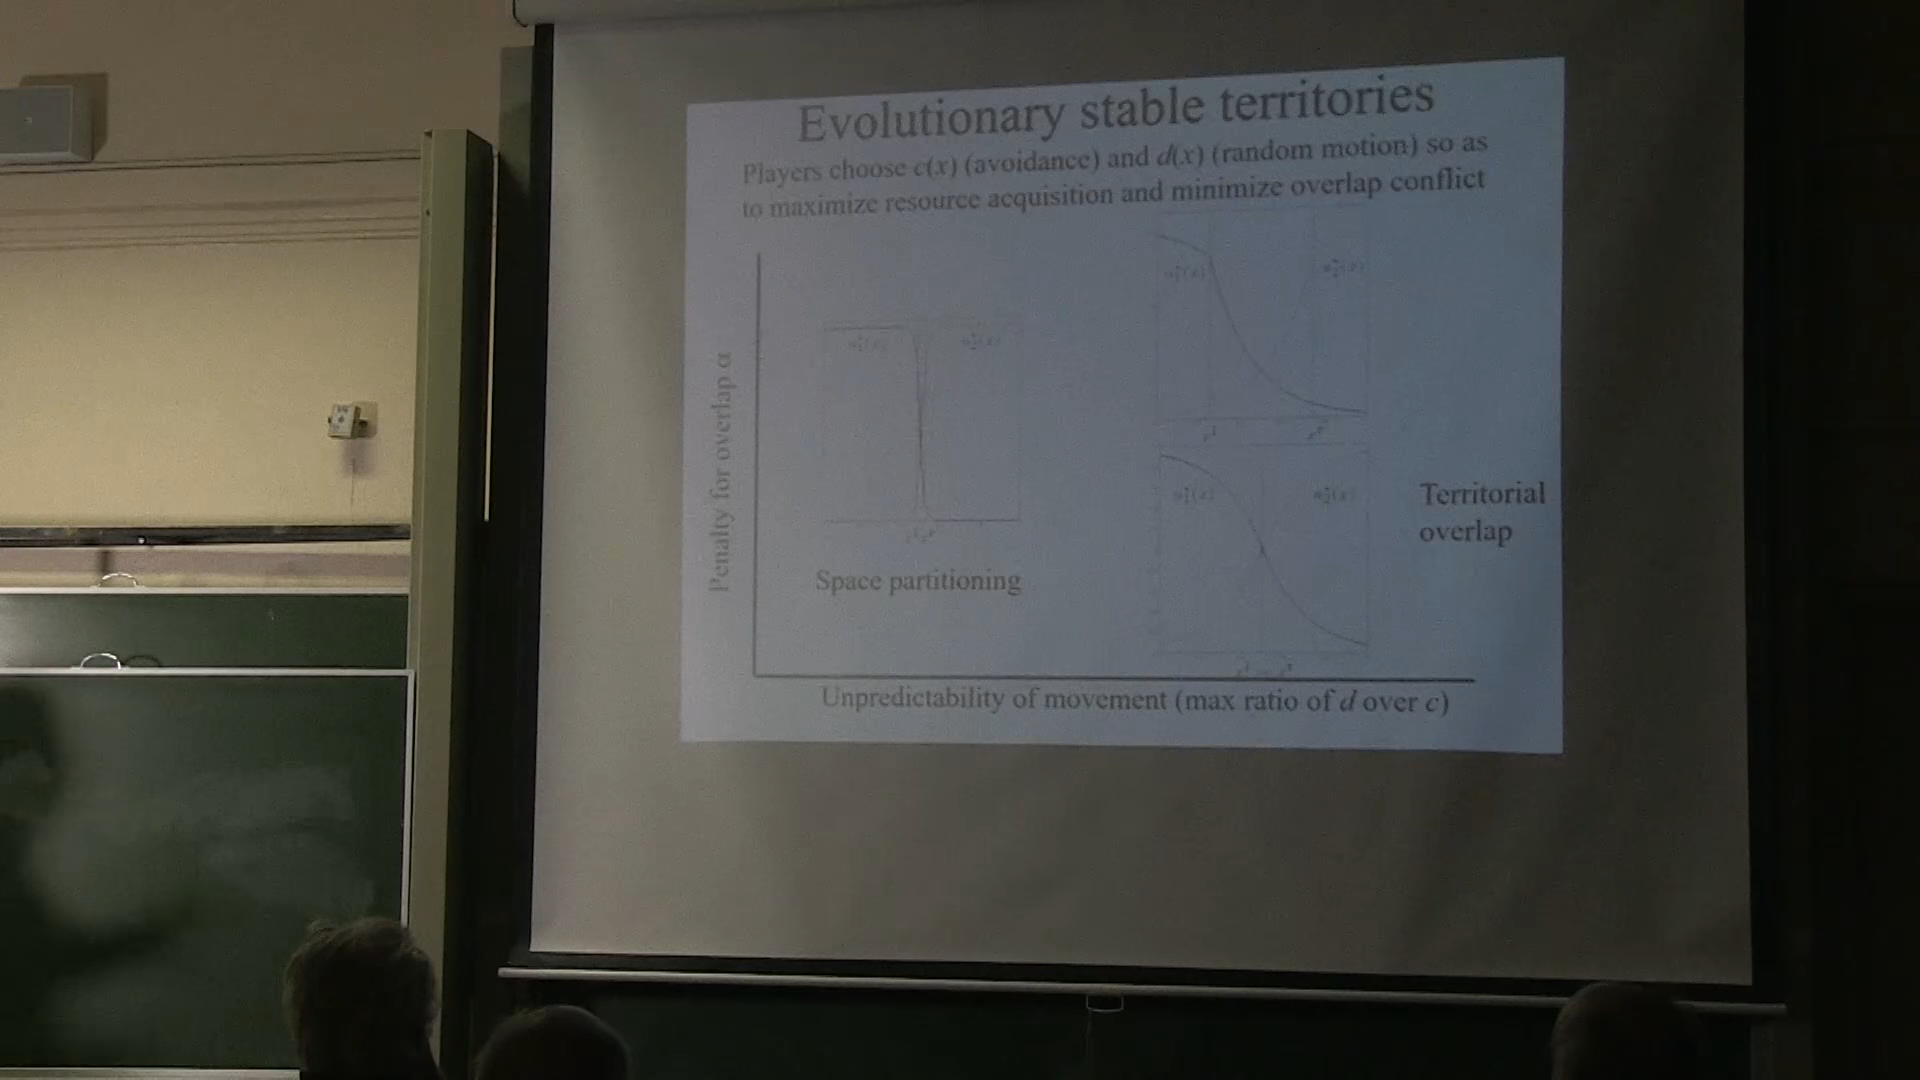 Evolutionary stable territories
Players choose c(x) (avoidance) and d(x) (random motion) so as
to maximize resource acquisition and minimize overlap conflict
Penalty for overlap α
Space partitioning
Territorial
overlap
Unpredictability of movement (max ratio of d over c)